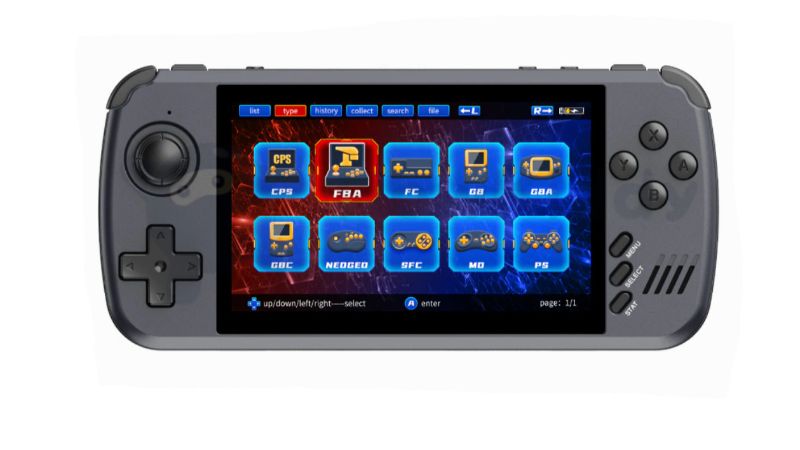 list type history collect search file L R
CPS
CPS FBA FC GB GBA
GBC NEOGEO SFC MD PS
up/down/left/right----select A enter page: 1/1
X
Y A
B
MENU
SELECT
STAT